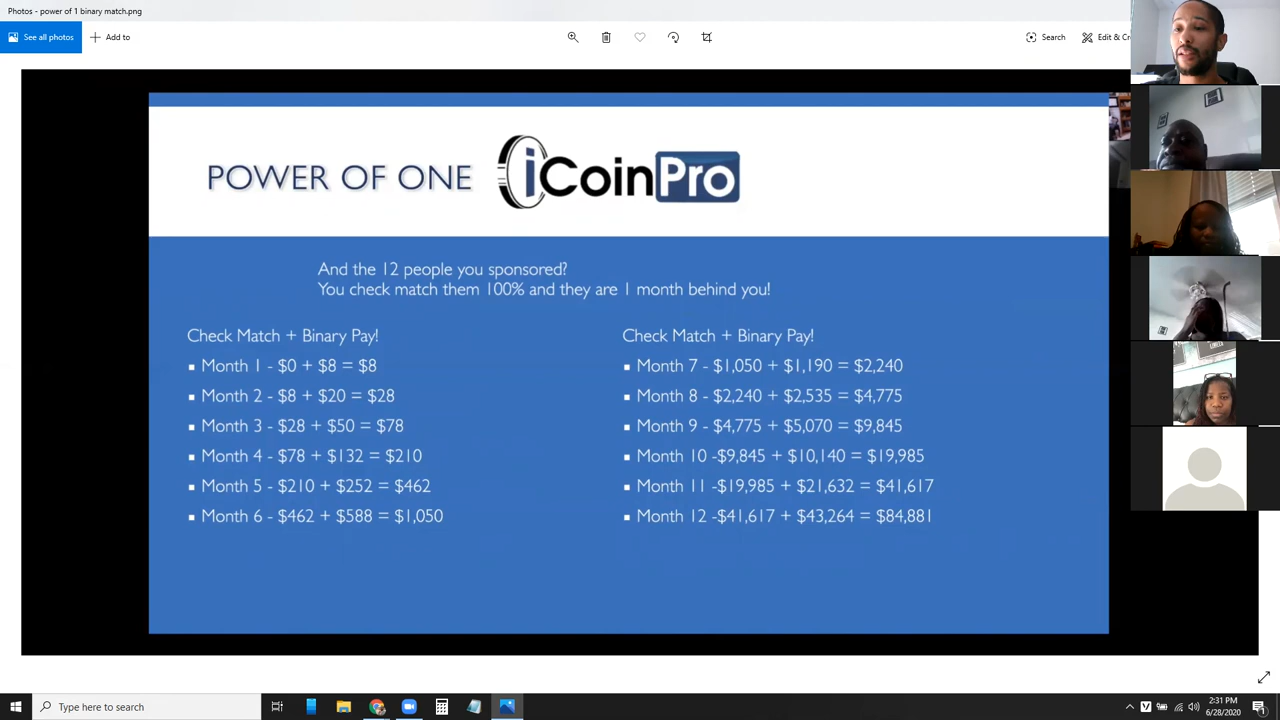 Photos - power of 1 binary match.png
See all photos
Add to
Search
Edit & Cr
POWER OF ONE iCoinPro
And the 12 people you sponsored?
You check match them 100% and they are 1 month behind you!
Check Match + Binary Pay!
Month 1 - $0 + $8 = $8
Month 2 - $8 + $20 = $28
Month 3 - $28 + $50 = $78
Month 4 - $78 + $132 = $210
Month 5 - $210 + $252 = $462
Month 6 - $462 + $588 = $1,050
Check Match + Binary Pay!
Month 7 - $1,050 + $1,190 = $2,240
Month 8 - $2,240 + $2,535 = $4,775
Month 9 - $4,775 + $5,070 = $9,845
Month 10 -$9,845 + $10,140 = $19,985
Month 11 -$19,985 + $21,632 = $41,617
Month 12 -$41,617 + $43,264 = $84,881
Type here to search
2:31 PM
6/28/2020